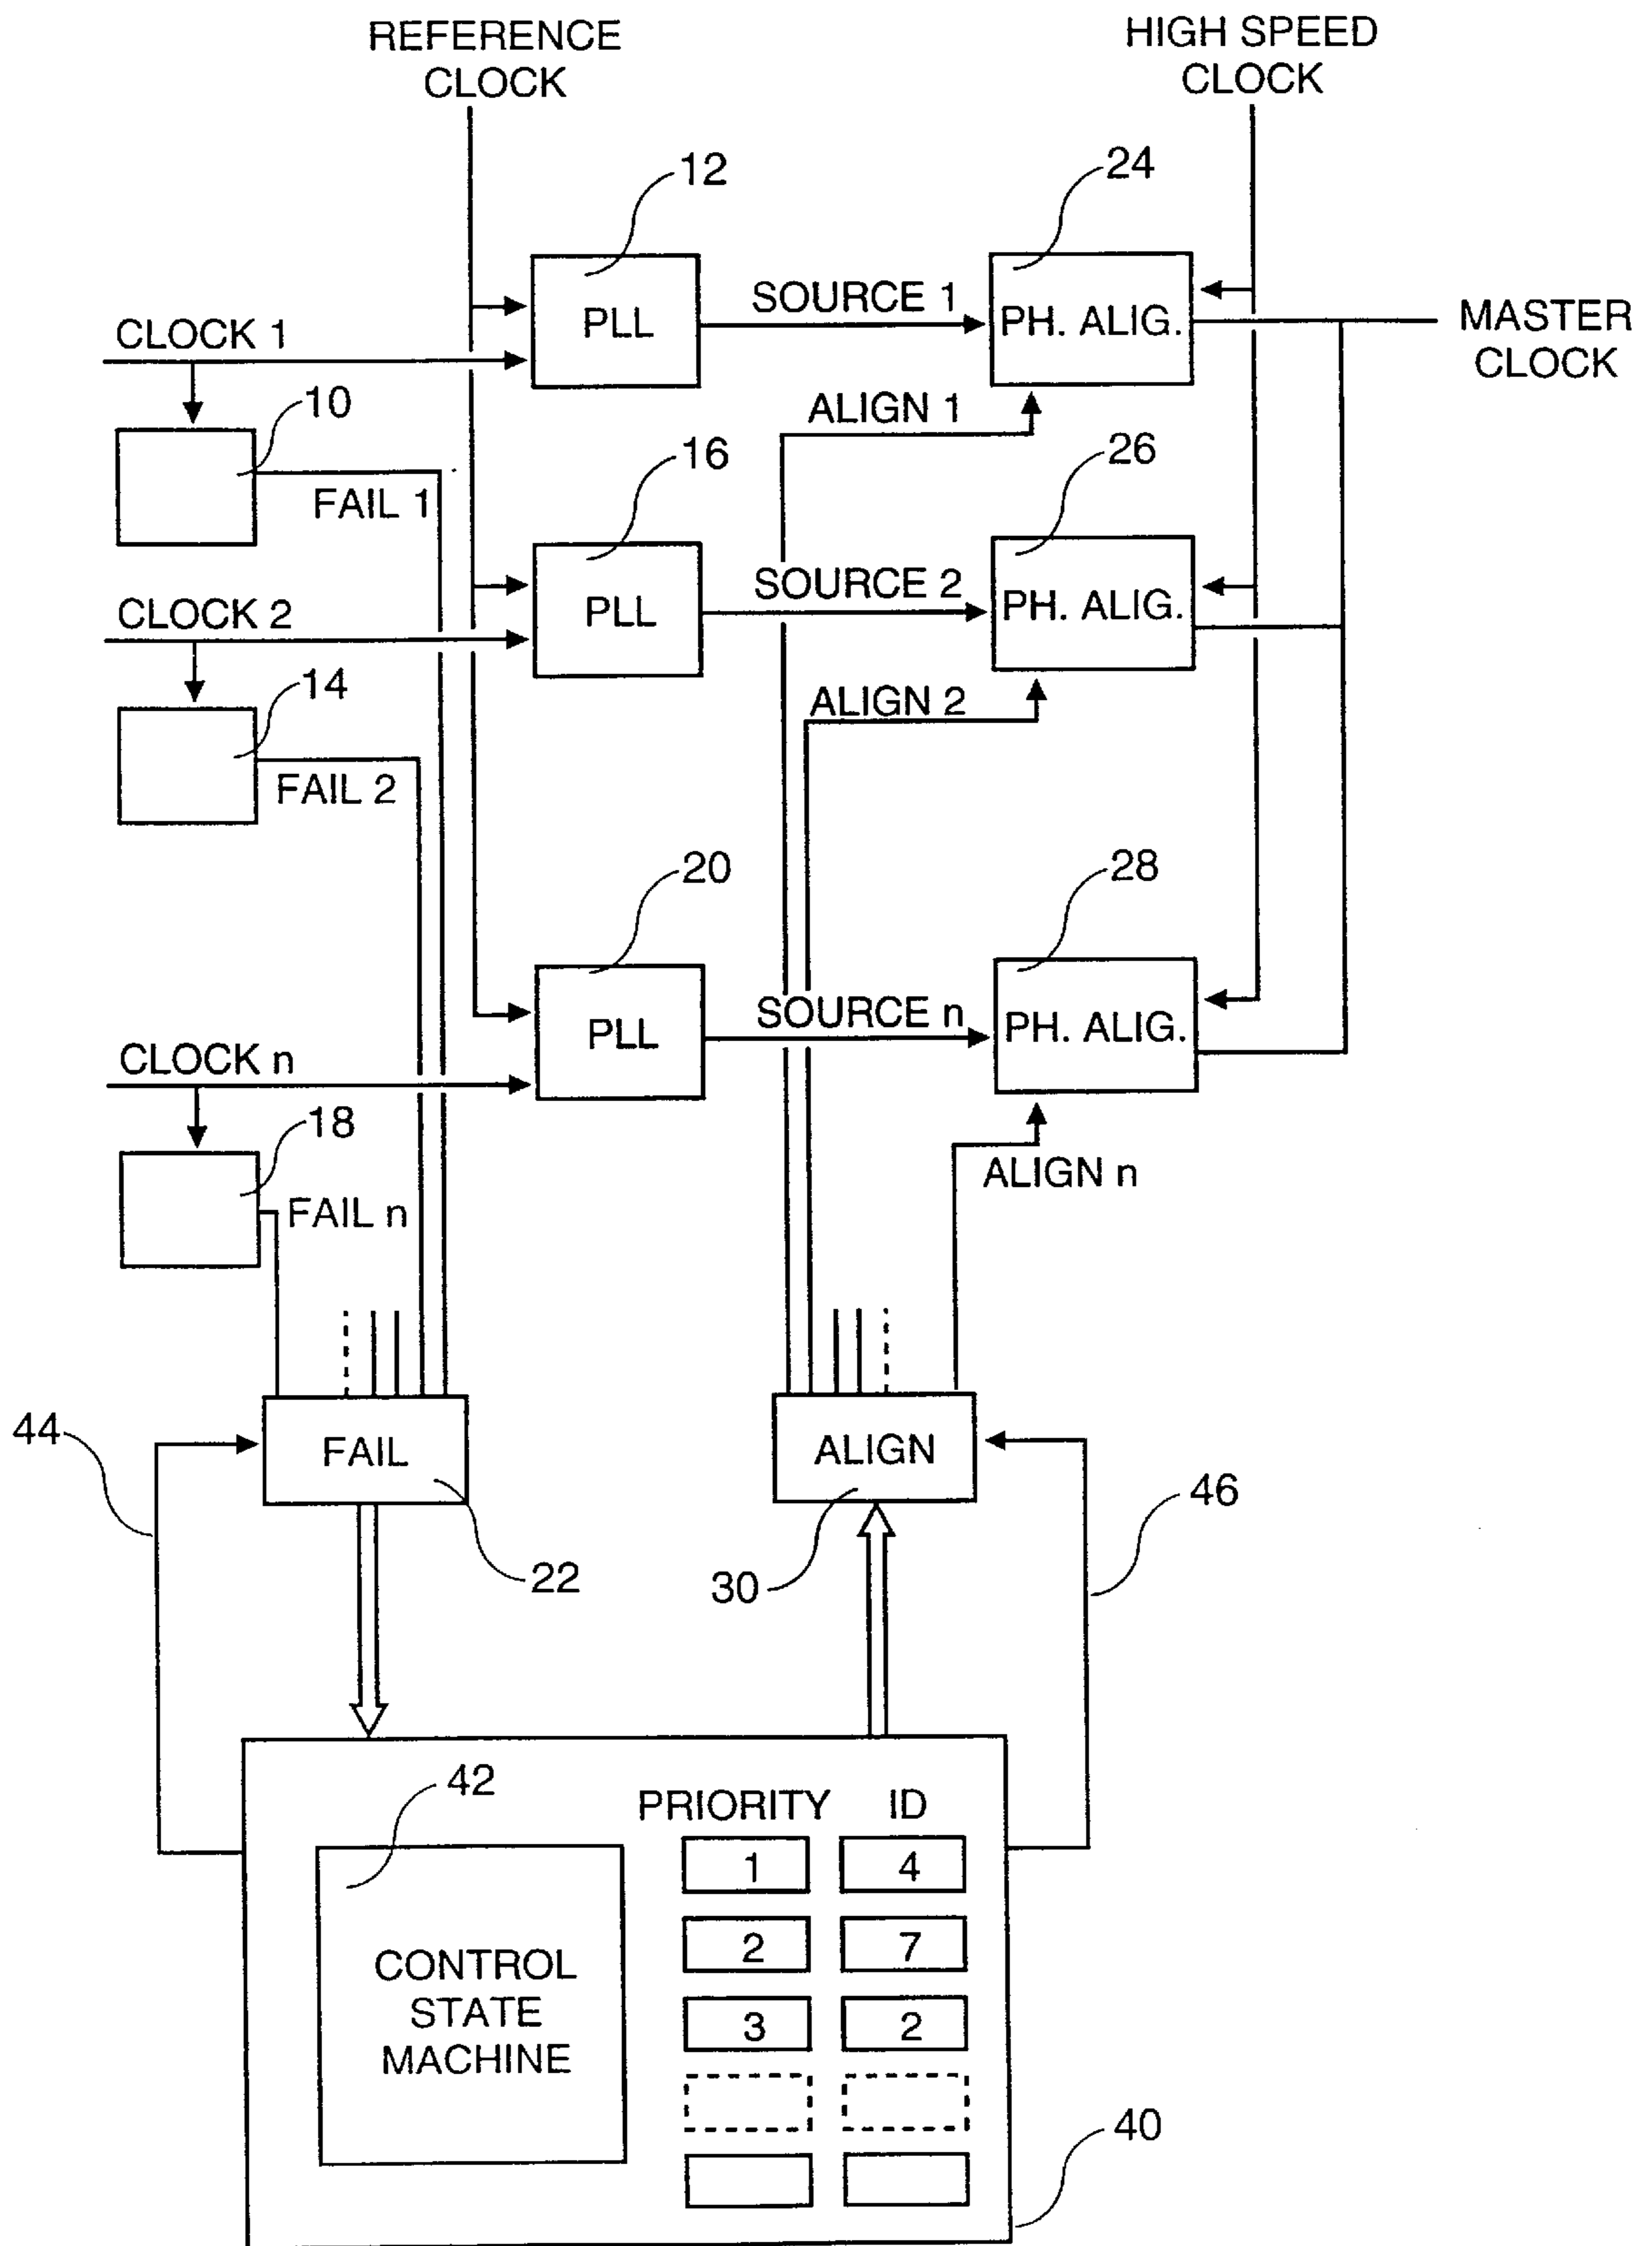 REFERENCE
CLOCK
HIGH SPEED
CLOCK
12
24
SOURCE 1
PLL
PH. ALIG.
MASTER
CLOCK
CLOCK 1
10
ALIGN 1
16
26
FAIL 1
SOURCE 2
CLOCK 2
PLL
PH. ALIG.
14
ALIGN 2
FAIL 2
20
28
SOURCE n
PLL
PH. ALIG.
CLOCK n
18
ALIGN n
FAIL n
44
FAIL
ALIGN
46
22
30
42
PRIORITY ID
1 4
2 7
3 2
CONTROL
STATE
MACHINE
40